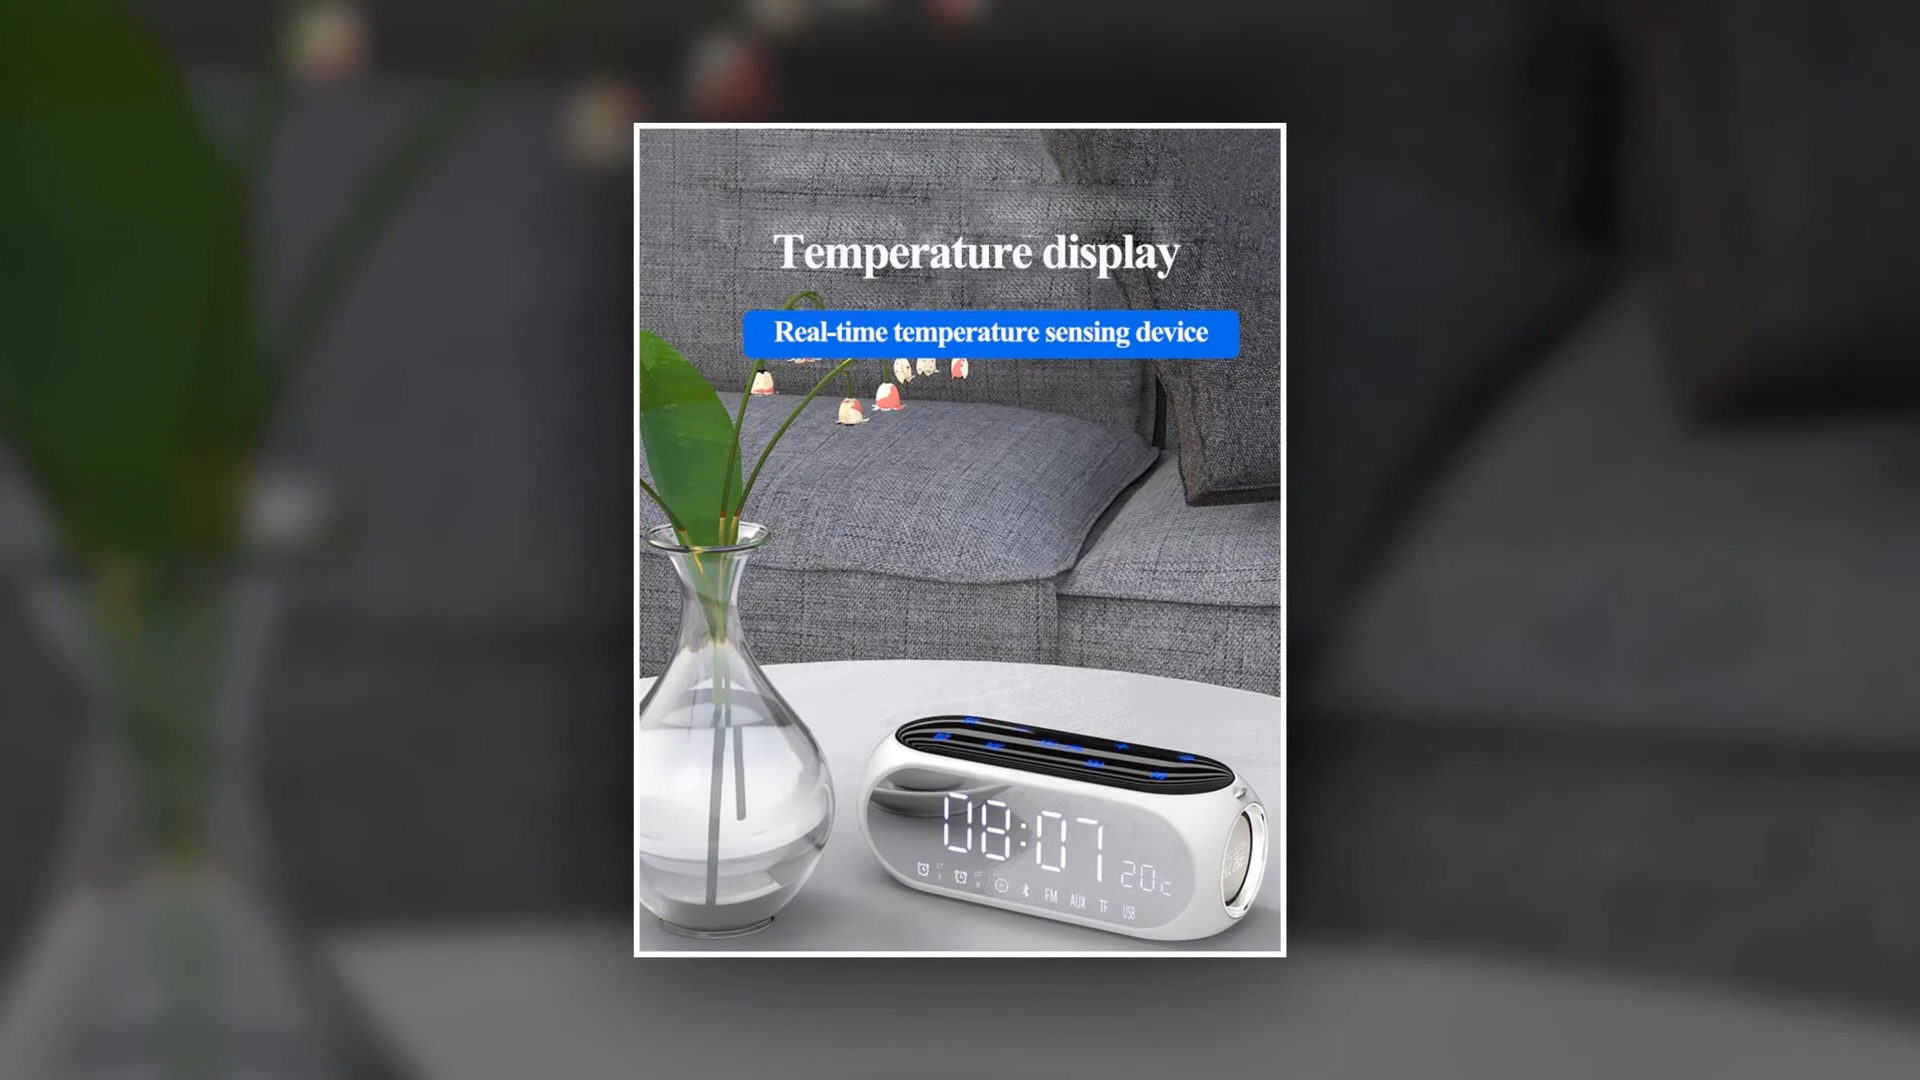 Temperature display
Real-time temperature sensing device
08:07
20c
FM AUX TF USB